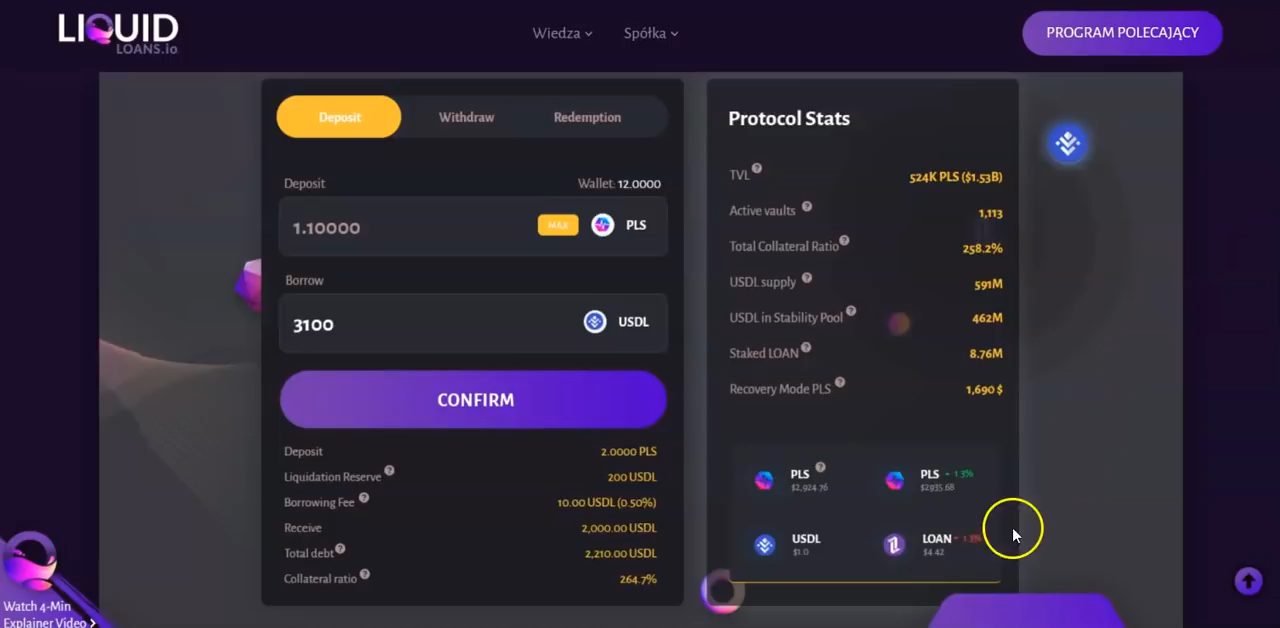 LIQUID
LOANS.io
Wiedza
Spółka
PROGRAM POLECAJĄCY
Deposit
Withdraw
Redemption
Deposit
Wallet: 12.0000
1.10000
MAX
PLS
Borrow
3100
USDL
CONFIRM
Deposit
2.0000 PLS
Liquidation Reserve ?
200 USDL
Borrowing Fee ?
10.00 USDL (0.50%)
Receive
2,000.00 USDL
Total debt ?
2,210.00 USDL
Collateral ratio ?
264.7%
Protocol Stats
TVL ?
524K PLS ($1.53B)
Active vaults ?
1,113
Total Collateral Ratio ?
258.2%
USDL supply ?
591M
USDL in Stability Pool ?
462M
Staked LOAN ?
8.76M
Recovery Mode PLS ?
1,690 $
PLS ?
$2,924.76
PLS - 1.3%
$2935.68
USDL
$1.0
LOAN - 1.3%
$4.42
Watch 4-Min
Explainer Video